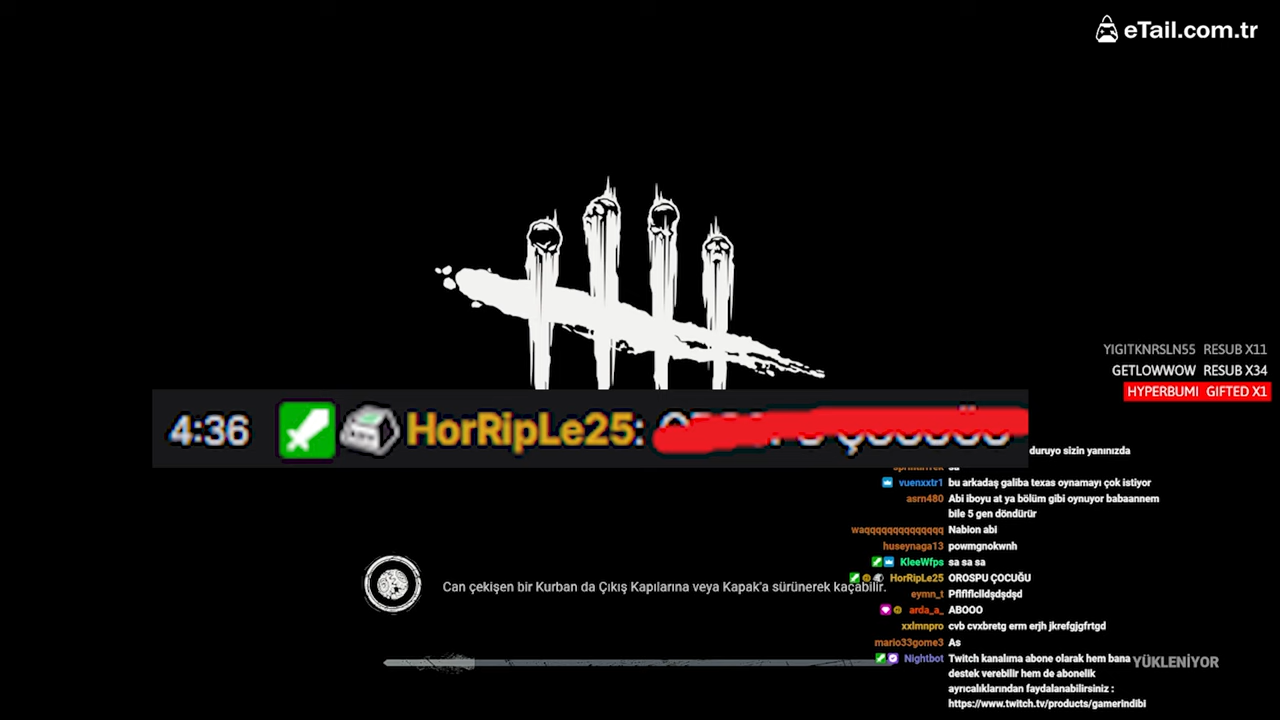 eTail.com.tr
YIGITKNRSLN55 RESUB X11
GETLOWWOW RESUB X34
HYPERBUMI GIFTED X1
4:36 HorRipLe25:
duruyo sizin yanınızda
sa
vuenxxtr1 bu arkadaş galiba texas oynamayı çok istiyor
asrn480 Abi iboyu at ya bölüm gibi oynuyor babaannem
bile 5 gen döndürür
waqqqqqqqqqqqqqq Nabion abi
huseynaga13 powmgnokwnh
KleeWfps sa sa sa
HorRipLe25 OROSPU ÇOCUĞU
eymn_t Pflflflclldşdşdşd
arda_a_ ABOOO
xxlmnpro cvb cvxbretg erm erjh jkrefgjgfrtgd
mario33gome3 As
Nightbot Twitch kanalıma abone olarak hem bana
destek verebilir hem de abonelik
ayrıcalıklarından faydalanabilirsiniz :
https://www.twitch.tv/products/gamerindibi
Can çekişen bir Kurban da Çıkış Kapılarına veya Kapak'a sürünerek kaçabilir.
YÜKLENİYOR